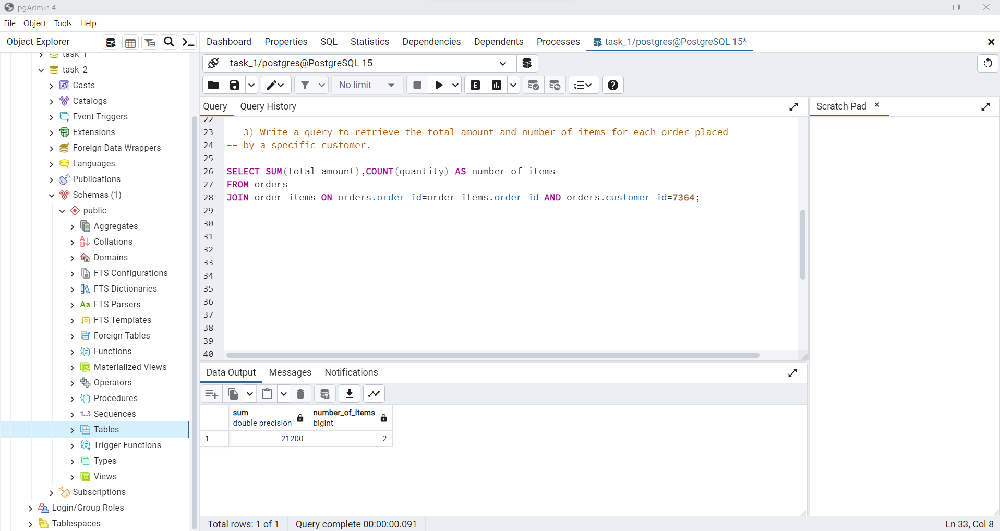 pgAdmin 4
File Object Tools Help
Object Explorer
Dashboard Properties SQL Statistics Dependencies Dependents Processes task_1/postgres@PostgreSQL 15*
task_1/postgres@PostgreSQL 15
No limit
E
Query Query History
Scratch Pad
task_1
task_2
Casts
Catalogs
Event Triggers
Extensions
Foreign Data Wrappers
Languages
Publications
Schemas (1)
public
Aggregates
Collations
Domains
FTS Configurations
FTS Dictionaries
Aa FTS Parsers
FTS Templates
Foreign Tables
Functions
Materialized Views
Operators
Procedures
1..3 Sequences
Tables
Trigger Functions
Types
Views
Subscriptions
Login/Group Roles
Tablespaces
22
23 -- 3) Write a query to retrieve the total amount and number of items for each order placed
24 -- by a specific customer.
25
26 SELECT SUM(total_amount),COUNT(quantity) AS number_of_items
27 FROM orders
28 JOIN order_items ON orders.order_id=order_items.order_id AND orders.customer_id=7364;
29
30
31
32
33
34
35
36
37
38
39
40
Data Output Messages Notifications
sum number_of_items
double precision bigint
1 21200 2
Total rows: 1 of 1 Query complete 00:00:00.091 Ln 33, Col 8